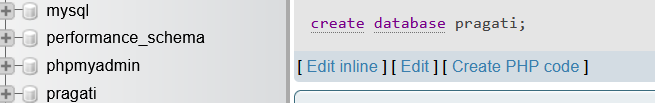 mysql
performance_schema
phpmyadmin
pragati
create database pragati;
[ Edit inline ] [ Edit ] [ Create PHP code ]